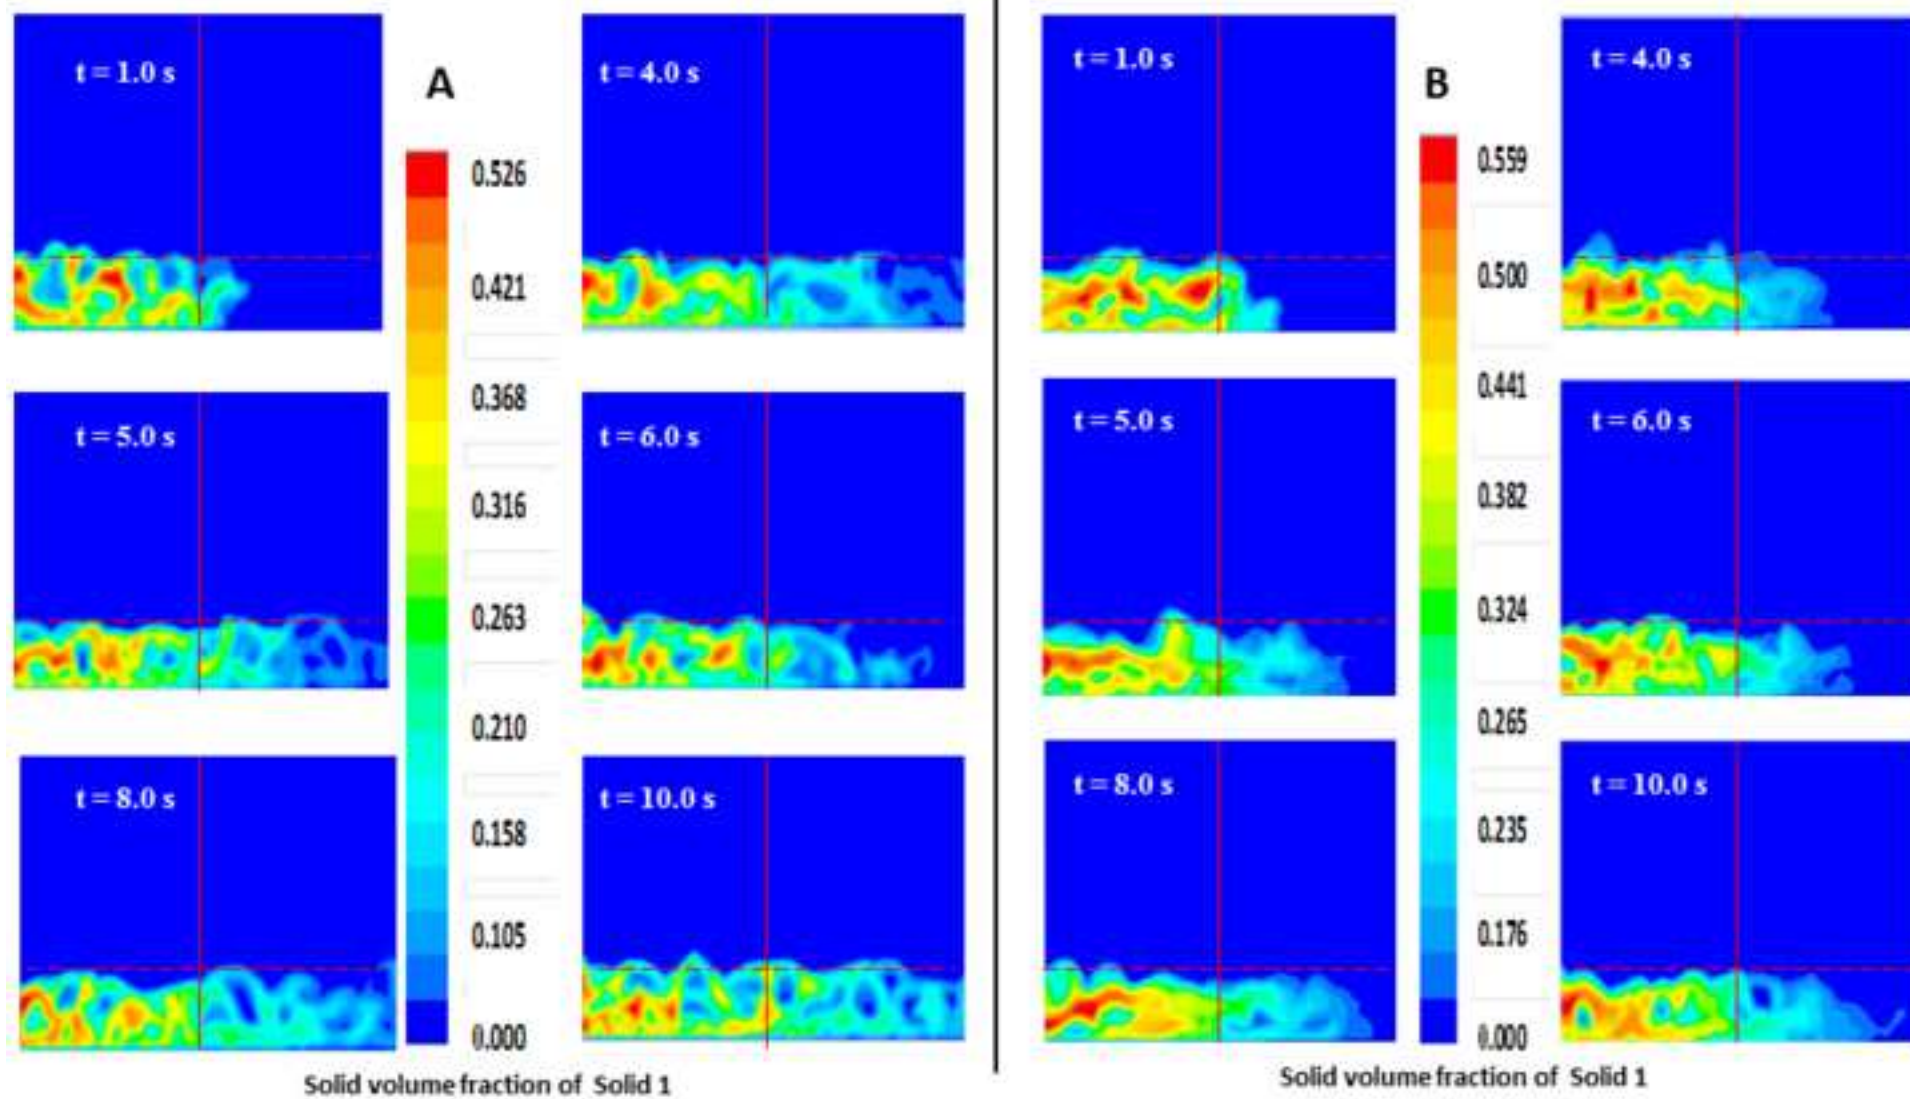 t = 1.0 s
A
t = 4.0 s
0.526
0.421
0.368
0.316
0.263
0.210
0.158
0.105
0.000
t = 5.0 s
t = 6.0 s
t = 8.0 s
t = 10.0 s
Solid volume fraction of Solid 1
t = 1.0 s
B
t = 4.0 s
0.559
0.500
0.441
0.382
0.324
0.265
0.235
0.176
0.000
t = 5.0 s
t = 6.0 s
t = 8.0 s
t = 10.0 s
Solid volume fraction of Solid 1